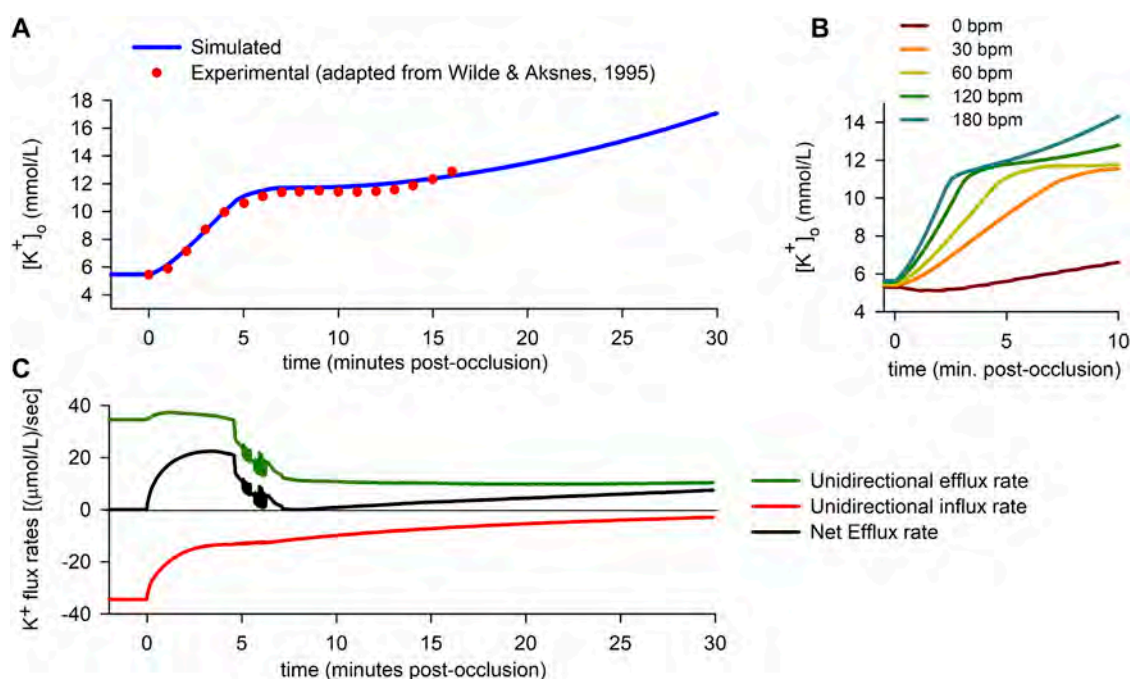 A
Simulated
Experimental (adapted from Wilde & Aksnes, 1995)
[K+]o (mmol/L)
18
16
14
12
10
8
6
4
0 5 10 15 20 25 30
time (minutes post-occlusion)
B
0 bpm
30 bpm
60 bpm
120 bpm
180 bpm
[K+]o (mmol/L)
14
12
10
8
6
4
0 5 10
time (min. post-occlusion)
C
K+ flux rates [(μmol/L)/sec]
40
20
0
-20
-40
0 5 10 15 20 25 30
time (minutes post-occlusion)
Unidirectional efflux rate
Unidirectional influx rate
Net Efflux rate